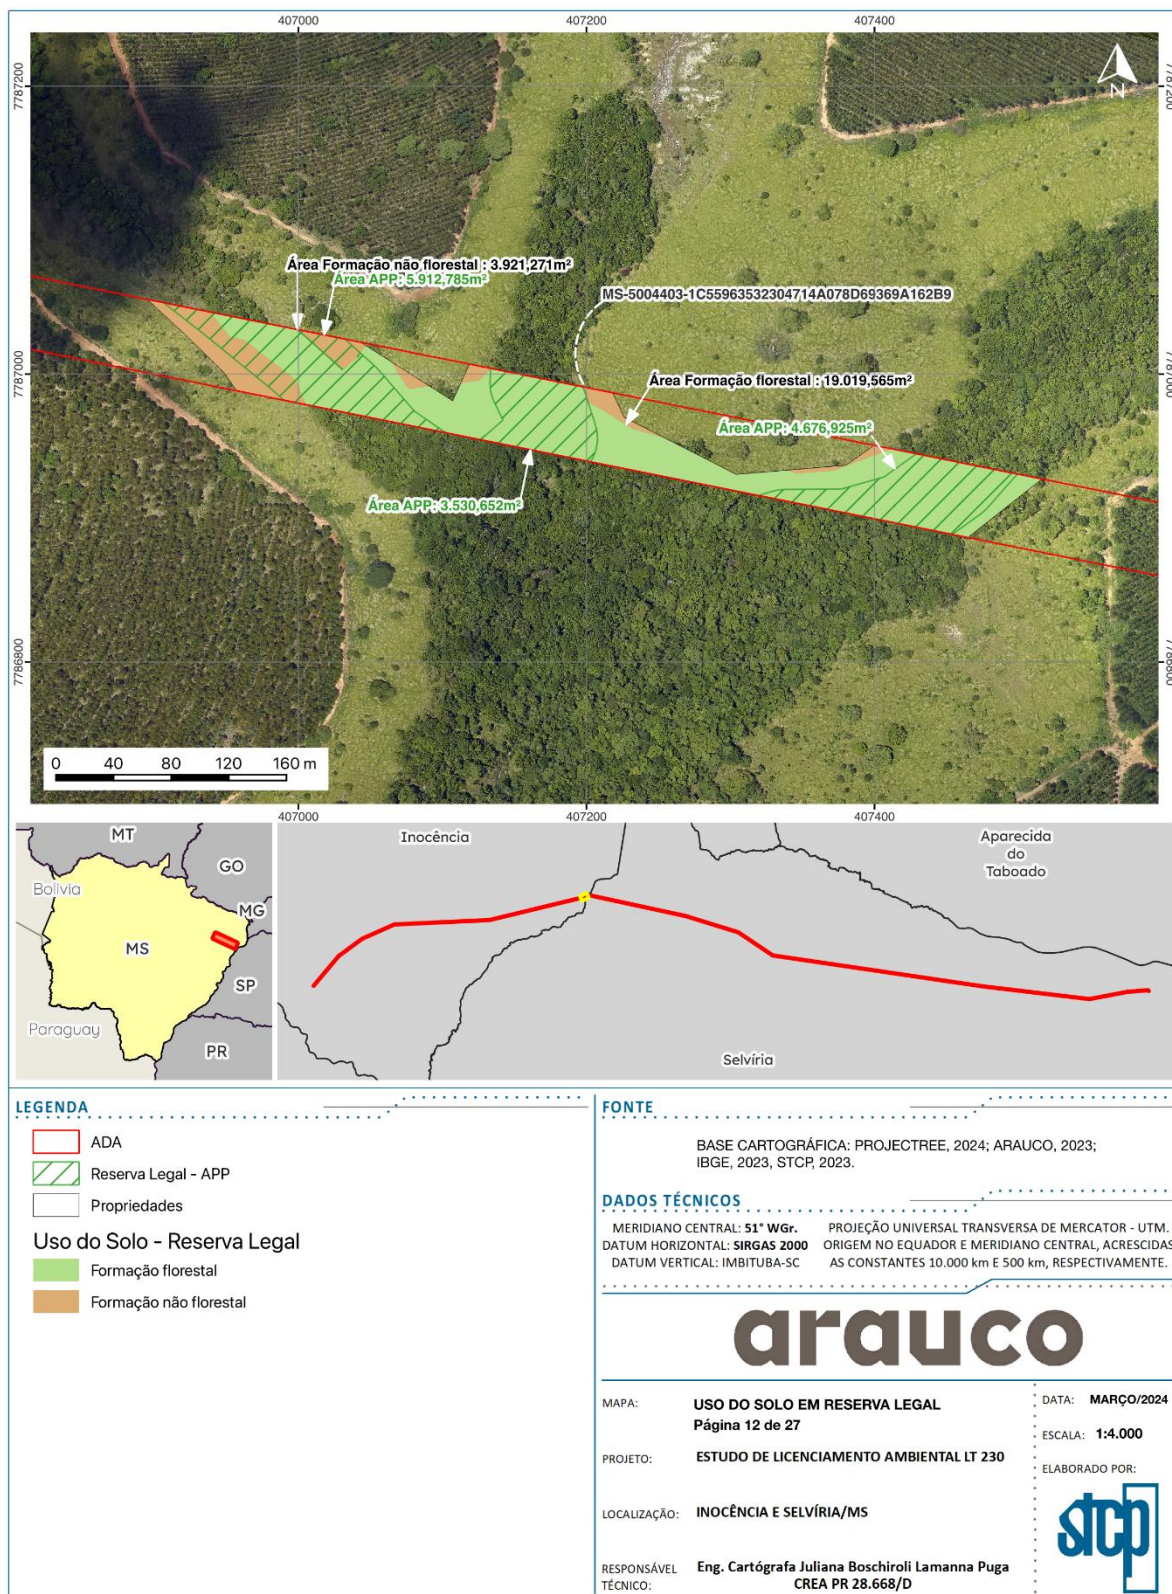 407000
407200
407400
7787200
7787200
N
Área Formação não florestal : 3.921,271m²
Área APP: 5.912,785m²
MS-5004403-1C55963532304714A078D69369A162B9
7787000
7787000
Área Formação florestal : 19.019,565m²
Área APP: 4.676,925m²
Área APP: 3.530,652m²
7786800
7786800
0 40 80 120 160 m
407000
407200
407400
MT
GO
Bolivia
MG
MS
SP
Paraguay
PR
Inocência
Aparecida
do
Taboado
Selvíria
LEGENDA
ADA
Reserva Legal - APP
Propriedades
Uso do Solo - Reserva Legal
Formação florestal
Formação não florestal
FONTE
BASE CARTOGRÁFICA: PROJECTREE, 2024; ARAUCO, 2023;
IBGE, 2023, STCP, 2023.
DADOS TÉCNICOS
MERIDIANO CENTRAL: 51° WGr.
DATUM HORIZONTAL: SIRGAS 2000
DATUM VERTICAL: IMBITUBA-SC
PROJEÇÃO UNIVERSAL TRANSVERSA DE MERCATOR - UTM.
ORIGEM NO EQUADOR E MERIDIANO CENTRAL, ACRESCIDAS
AS CONSTANTES 10.000 km E 500 km, RESPECTIVAMENTE.
arauco
MAPA: USO DO SOLO EM RESERVA LEGAL
Página 12 de 27
PROJETO: ESTUDO DE LICENCIAMENTO AMBIENTAL LT 230
LOCALIZAÇÃO: INOCÊNCIA E SELVÍRIA/MS
RESPONSÁVEL
TÉCNICO:
Eng. Cartógrafa Juliana Boschiroli Lamanna Puga
CREA PR 28.668/D
DATA: MARÇO/2024
ESCALA: 1:4.000
ELABORADO POR:
stcp